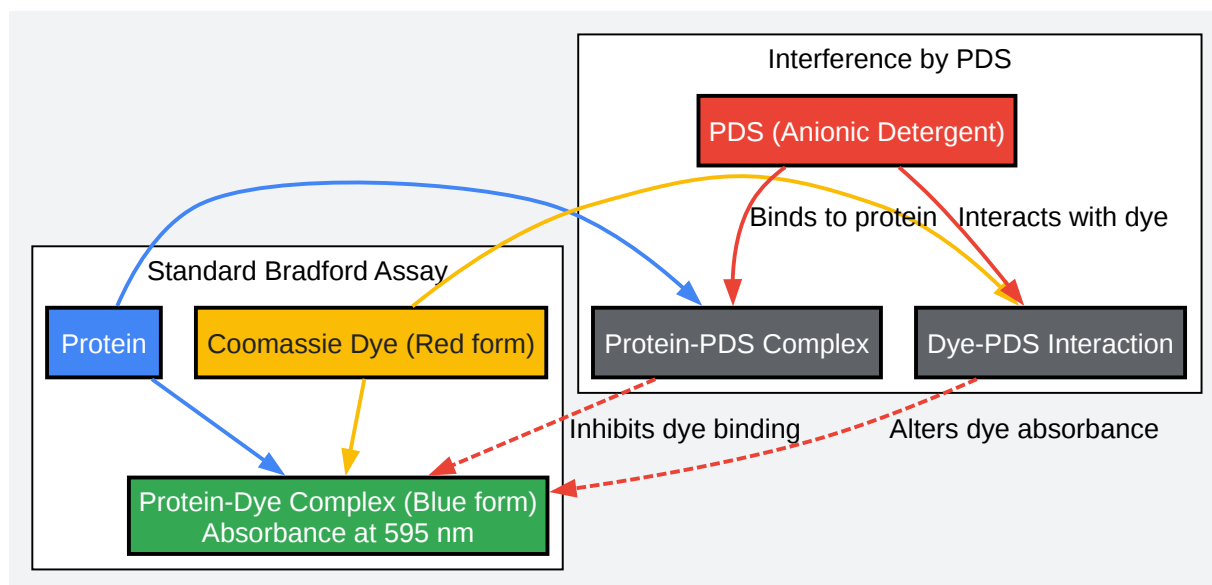 Interference by PDS
PDS (Anionic Detergent)
Binds to protein
Interacts with dye
Standard Bradford Assay
Protein
Coomassie Dye (Red form)
Protein-PDS Complex
Dye-PDS Interaction
Inhibits dye binding
Alters dye absorbance
Protein-Dye Complex (Blue form)
Absorbance at 595 nm